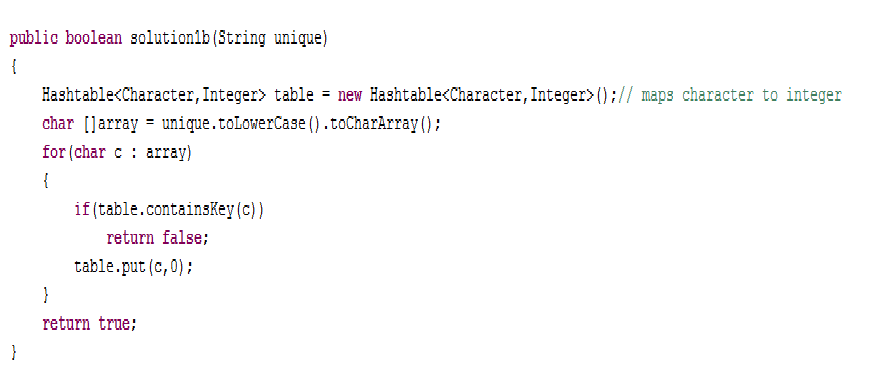 public boolean solution1b(String unique)
{
Hashtable<Character,Integer> table = new Hashtable<Character,Integer>();// maps character to integer
char []array = unique.toLowerCase().toCharArray();
for(char c : array)
{
if(table.containsKey(c))
return false;
table.put(c,0);
}
return true;
}